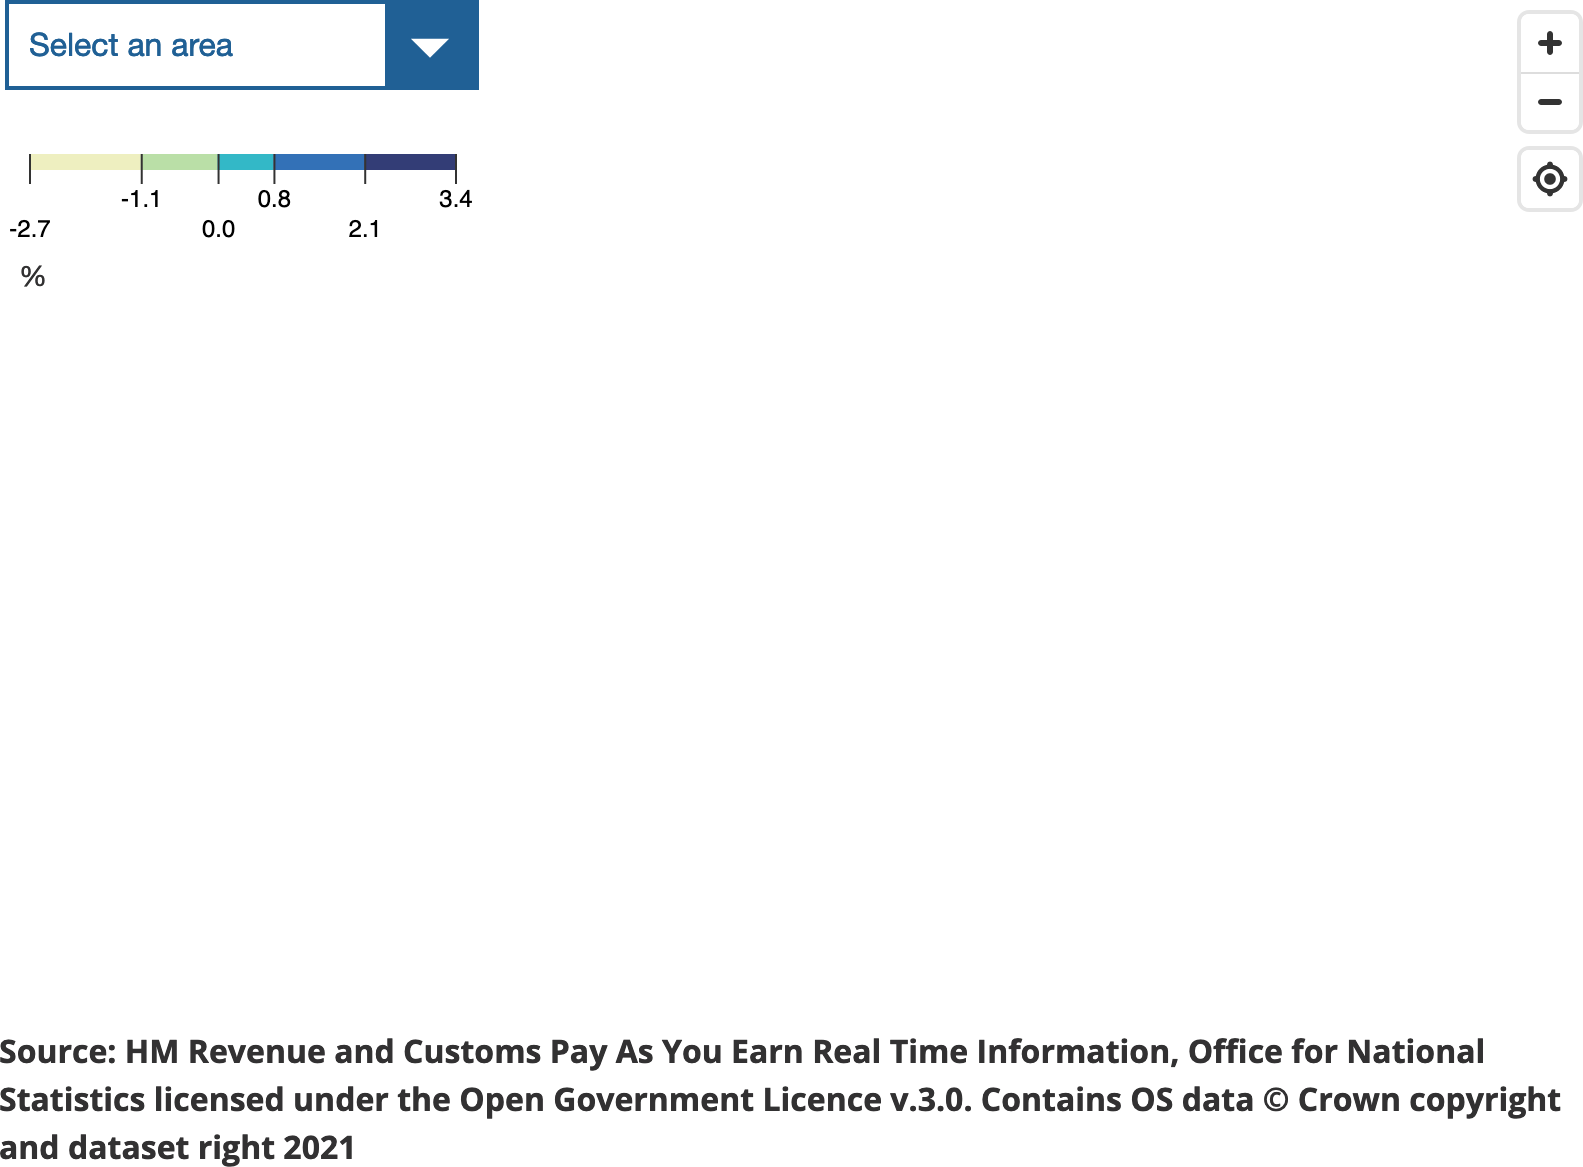 Select an area
-1.1 0.8 3.4
-2.7 0.0 2.1
%
Source: HM Revenue and Customs Pay As You Earn Real Time Information, Office for National
Statistics licensed under the Open Government Licence v.3.0. Contains OS data © Crown copyright
and dataset right 2021